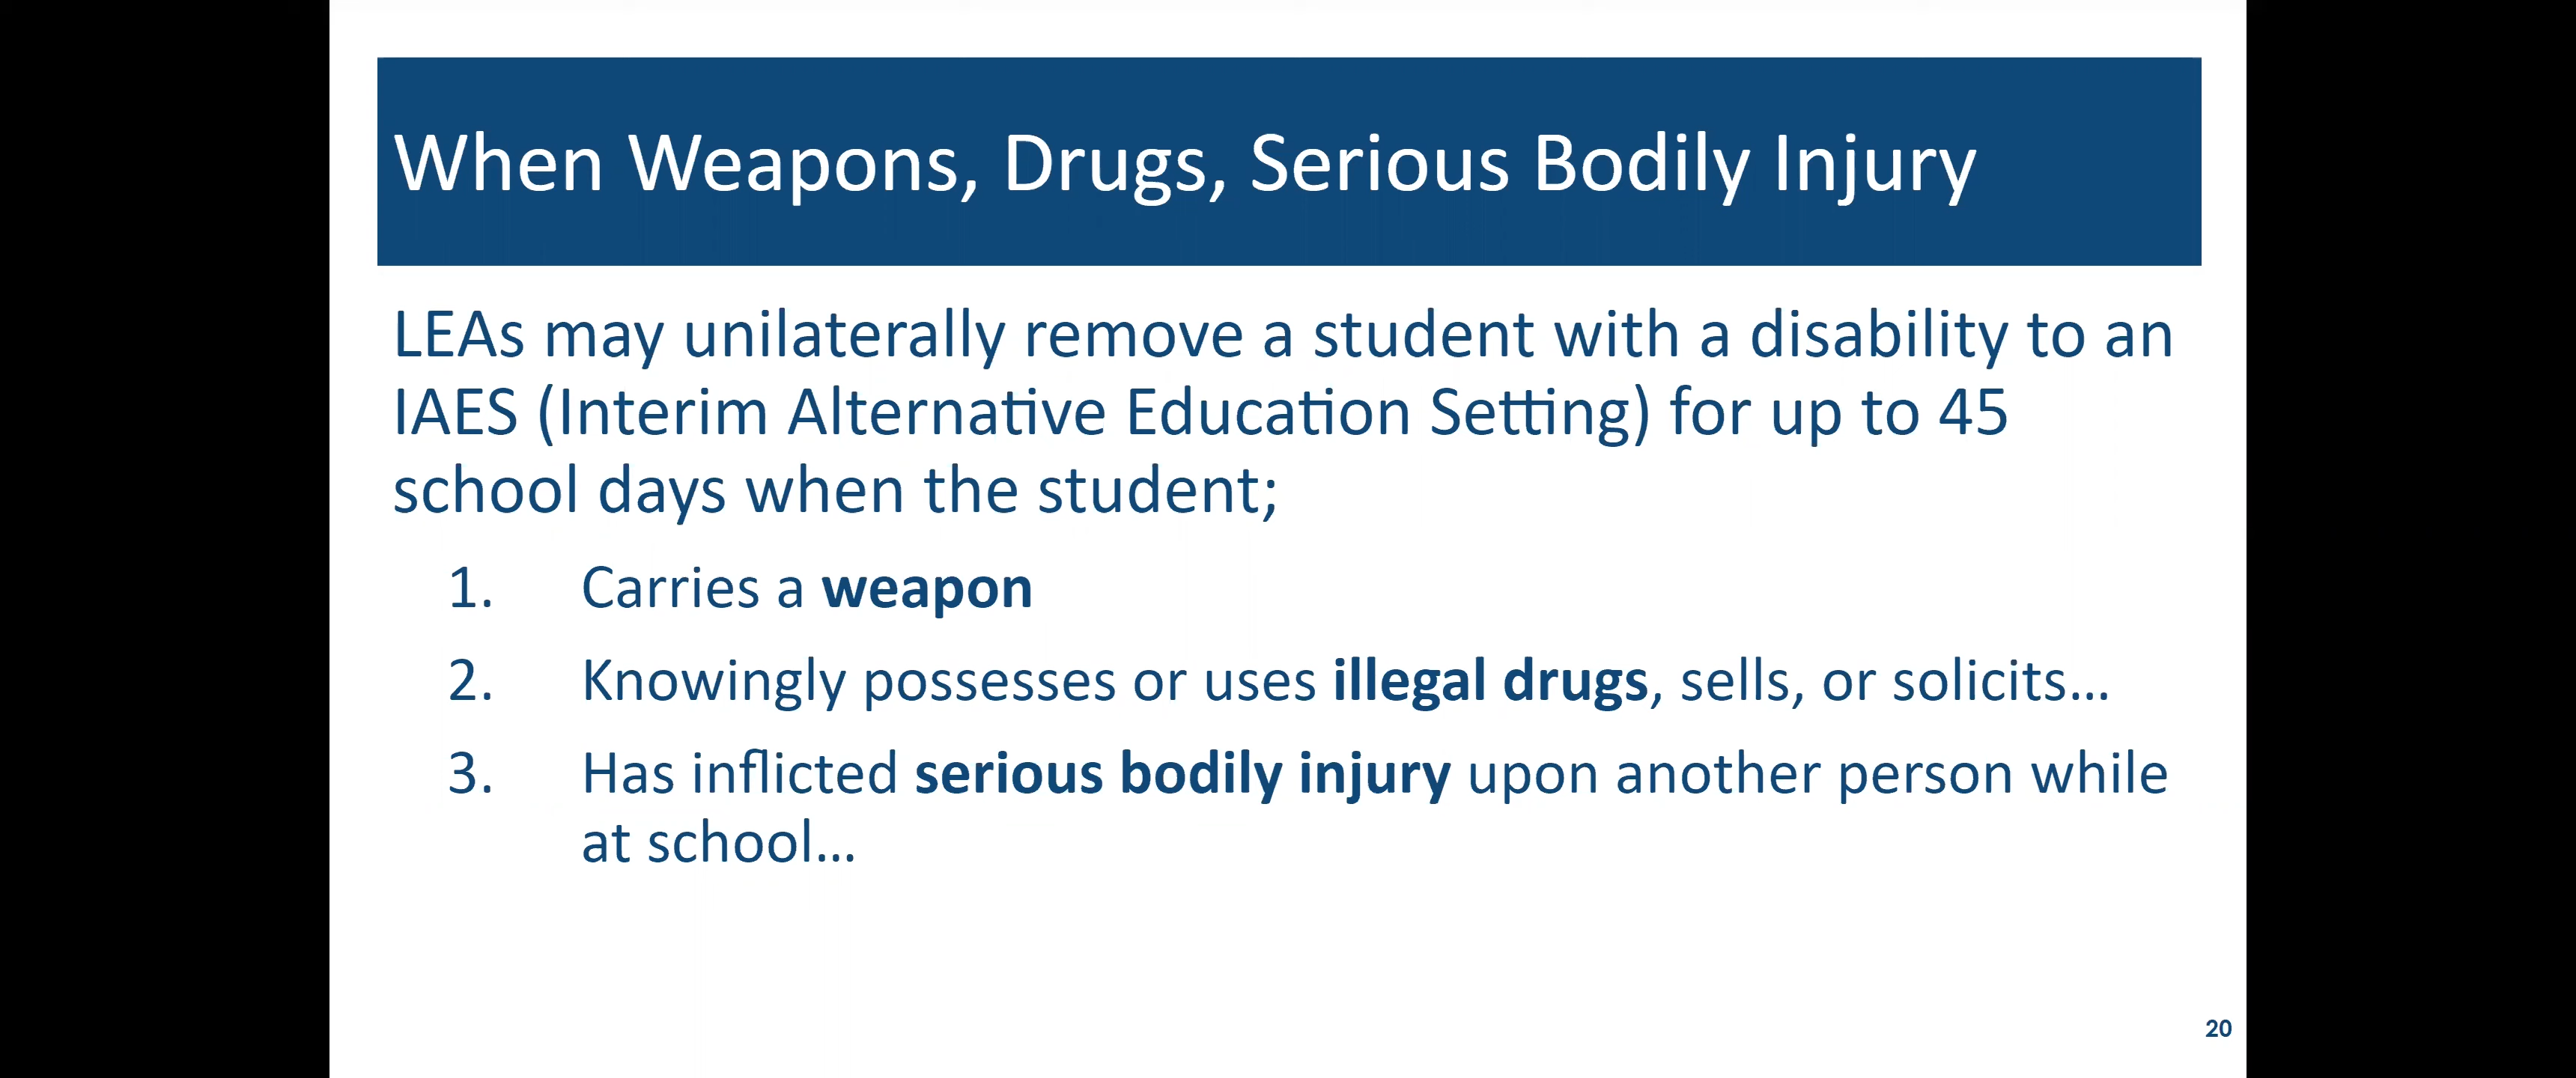 When Weapons, Drugs, Serious Bodily Injury
LEAs may unilaterally remove a student with a disability to an
IAES (Interim Alternative Education Setting) for up to 45
school days when the student;
1. Carries a weapon
2. Knowingly possesses or uses illegal drugs, sells, or solicits…
3. Has inflicted serious bodily injury upon another person while
at school…
20